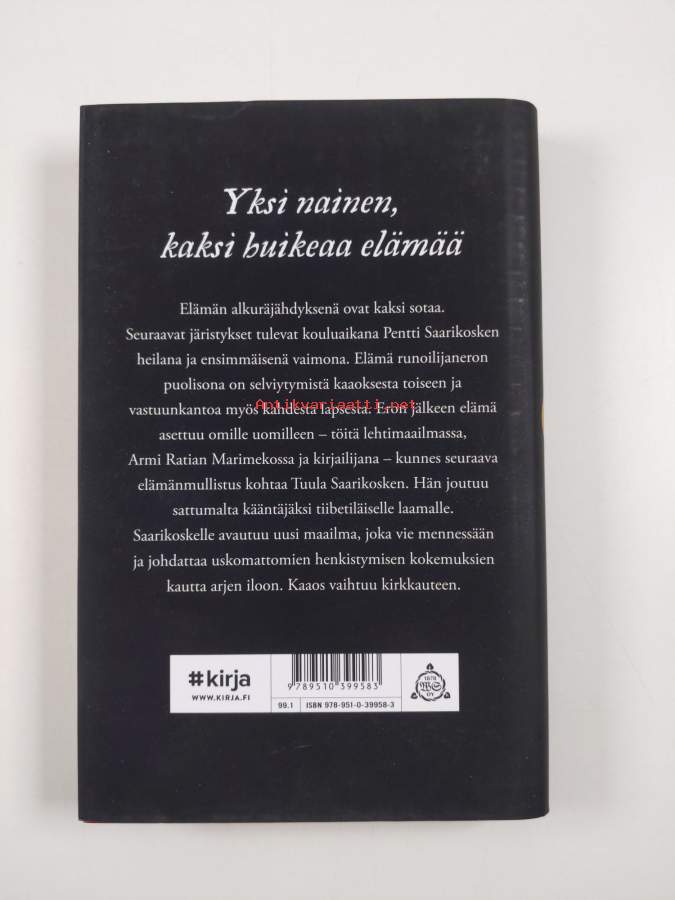 Yksi nainen,
kaksi huikeaa elämää
Elämän alkuräjähdyksenä ovat kaksi sotaa.
Seuraavat järistykset tulevat kouluaikana Pentti Saarikosken
heilana ja ensimmäisenä vaimona. Elämä runoilijaneron
puolisona on selviytymistä kaaoksesta toiseen ja
vastuunkantoa myös kahdesta lapsesta. Eron jälkeen elämä
Antikvariaatti.net
asettuu omille uomilleen – töitä lehtimaailmassa,
Armi Ratian Marimekossa ja kirjailijana – kunnes seuraava
elämänmullistus kohtaa Tuula Saarikosken. Hän joutuu
sattumalta kääntäjäksi tiibetiläiselle laamalle.
Saarikoskelle avautuu uusi maailma, joka vie mennessään
ja johdattaa uskomattomien henkistymisen kokemuksien
kautta arjen iloon. Kaaos vaihtuu kirkkauteen.
#kirja
WWW.KIRJA.FI
9 789510 399583
99.1 ISBN 978-951-0-39958-3
1878
WS
OY